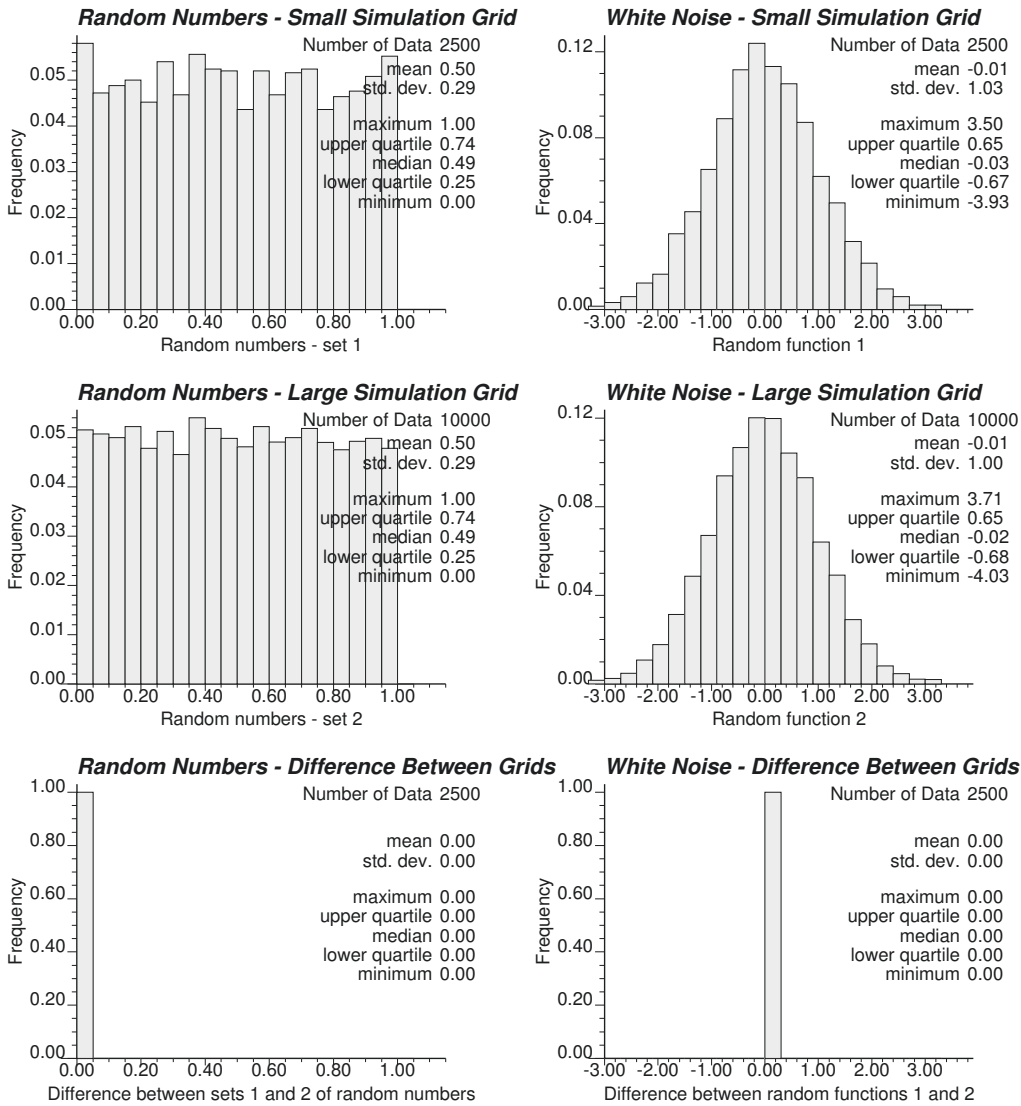 Random Numbers - Small Simulation Grid
Number of Data 2500
mean 0.50
std. dev. 0.29
maximum 1.00
upper quartile 0.74
median 0.49
lower quartile 0.25
minimum 0.00
Frequency
0.05
0.04
0.03
0.02
0.01
0.00
0.00 0.20 0.40 0.60 0.80 1.00
Random numbers - set 1
White Noise - Small Simulation Grid
Number of Data 2500
mean -0.01
std. dev. 1.03
maximum 3.50
upper quartile 0.65
median -0.03
lower quartile -0.67
minimum -3.93
Frequency
0.12
0.08
0.04
0.00
-3.00 -2.00 -1.00 0.00 1.00 2.00 3.00
Random function 1
Random Numbers - Large Simulation Grid
Number of Data 10000
mean 0.50
std. dev. 0.29
maximum 1.00
upper quartile 0.74
median 0.49
lower quartile 0.25
minimum 0.00
Frequency
0.05
0.04
0.03
0.02
0.01
0.00
0.00 0.20 0.40 0.60 0.80 1.00
Random numbers - set 2
White Noise - Large Simulation Grid
Number of Data 10000
mean -0.01
std. dev. 1.00
maximum 3.71
upper quartile 0.65
median -0.02
lower quartile -0.68
minimum -4.03
Frequency
0.12
0.08
0.04
0.00
-3.00 -2.00 -1.00 0.00 1.00 2.00 3.00
Random function 2
Random Numbers - Difference Between Grids
Number of Data 2500
mean 0.00
std. dev. 0.00
maximum 0.00
upper quartile 0.00
median 0.00
lower quartile 0.00
minimum 0.00
Frequency
1.00
0.80
0.60
0.40
0.20
0.00
0.00 0.20 0.40 0.60 0.80 1.00
Difference between sets 1 and 2 of random numbers
White Noise - Difference Between Grids
Number of Data 2500
mean 0.00
std. dev. 0.00
maximum 0.00
upper quartile 0.00
median 0.00
lower quartile 0.00
minimum 0.00
Frequency
1.00
0.80
0.60
0.40
0.20
0.00
-3.00 -2.00 -1.00 0.00 1.00 2.00 3.00
Difference between random functions 1 and 2